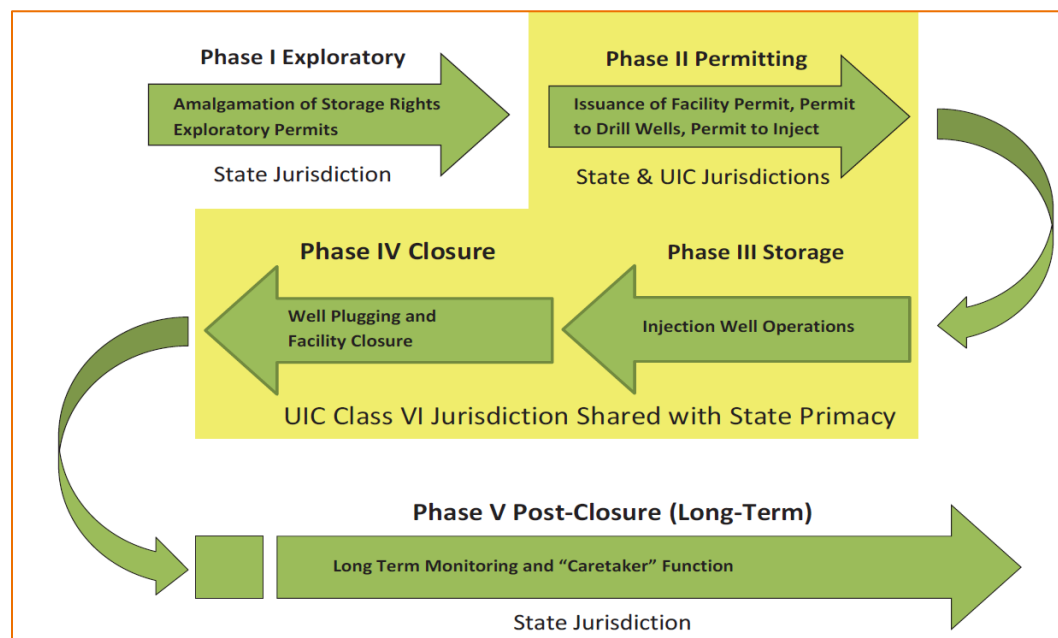 Phase I Exploratory
Amalgamation of Storage Rights
Exploratory Permits
State Jurisdiction
Phase II Permitting
Issuance of Facility Permit, Permit
to Drill Wells, Permit to Inject
State & UIC Jurisdictions
Phase III Storage
Injection Well Operations
Phase IV Closure
Well Plugging and
Facility Closure
UIC Class VI Jurisdiction Shared with State Primacy
Phase V Post-Closure (Long-Term)
Long Term Monitoring and “Caretaker” Function
State Jurisdiction